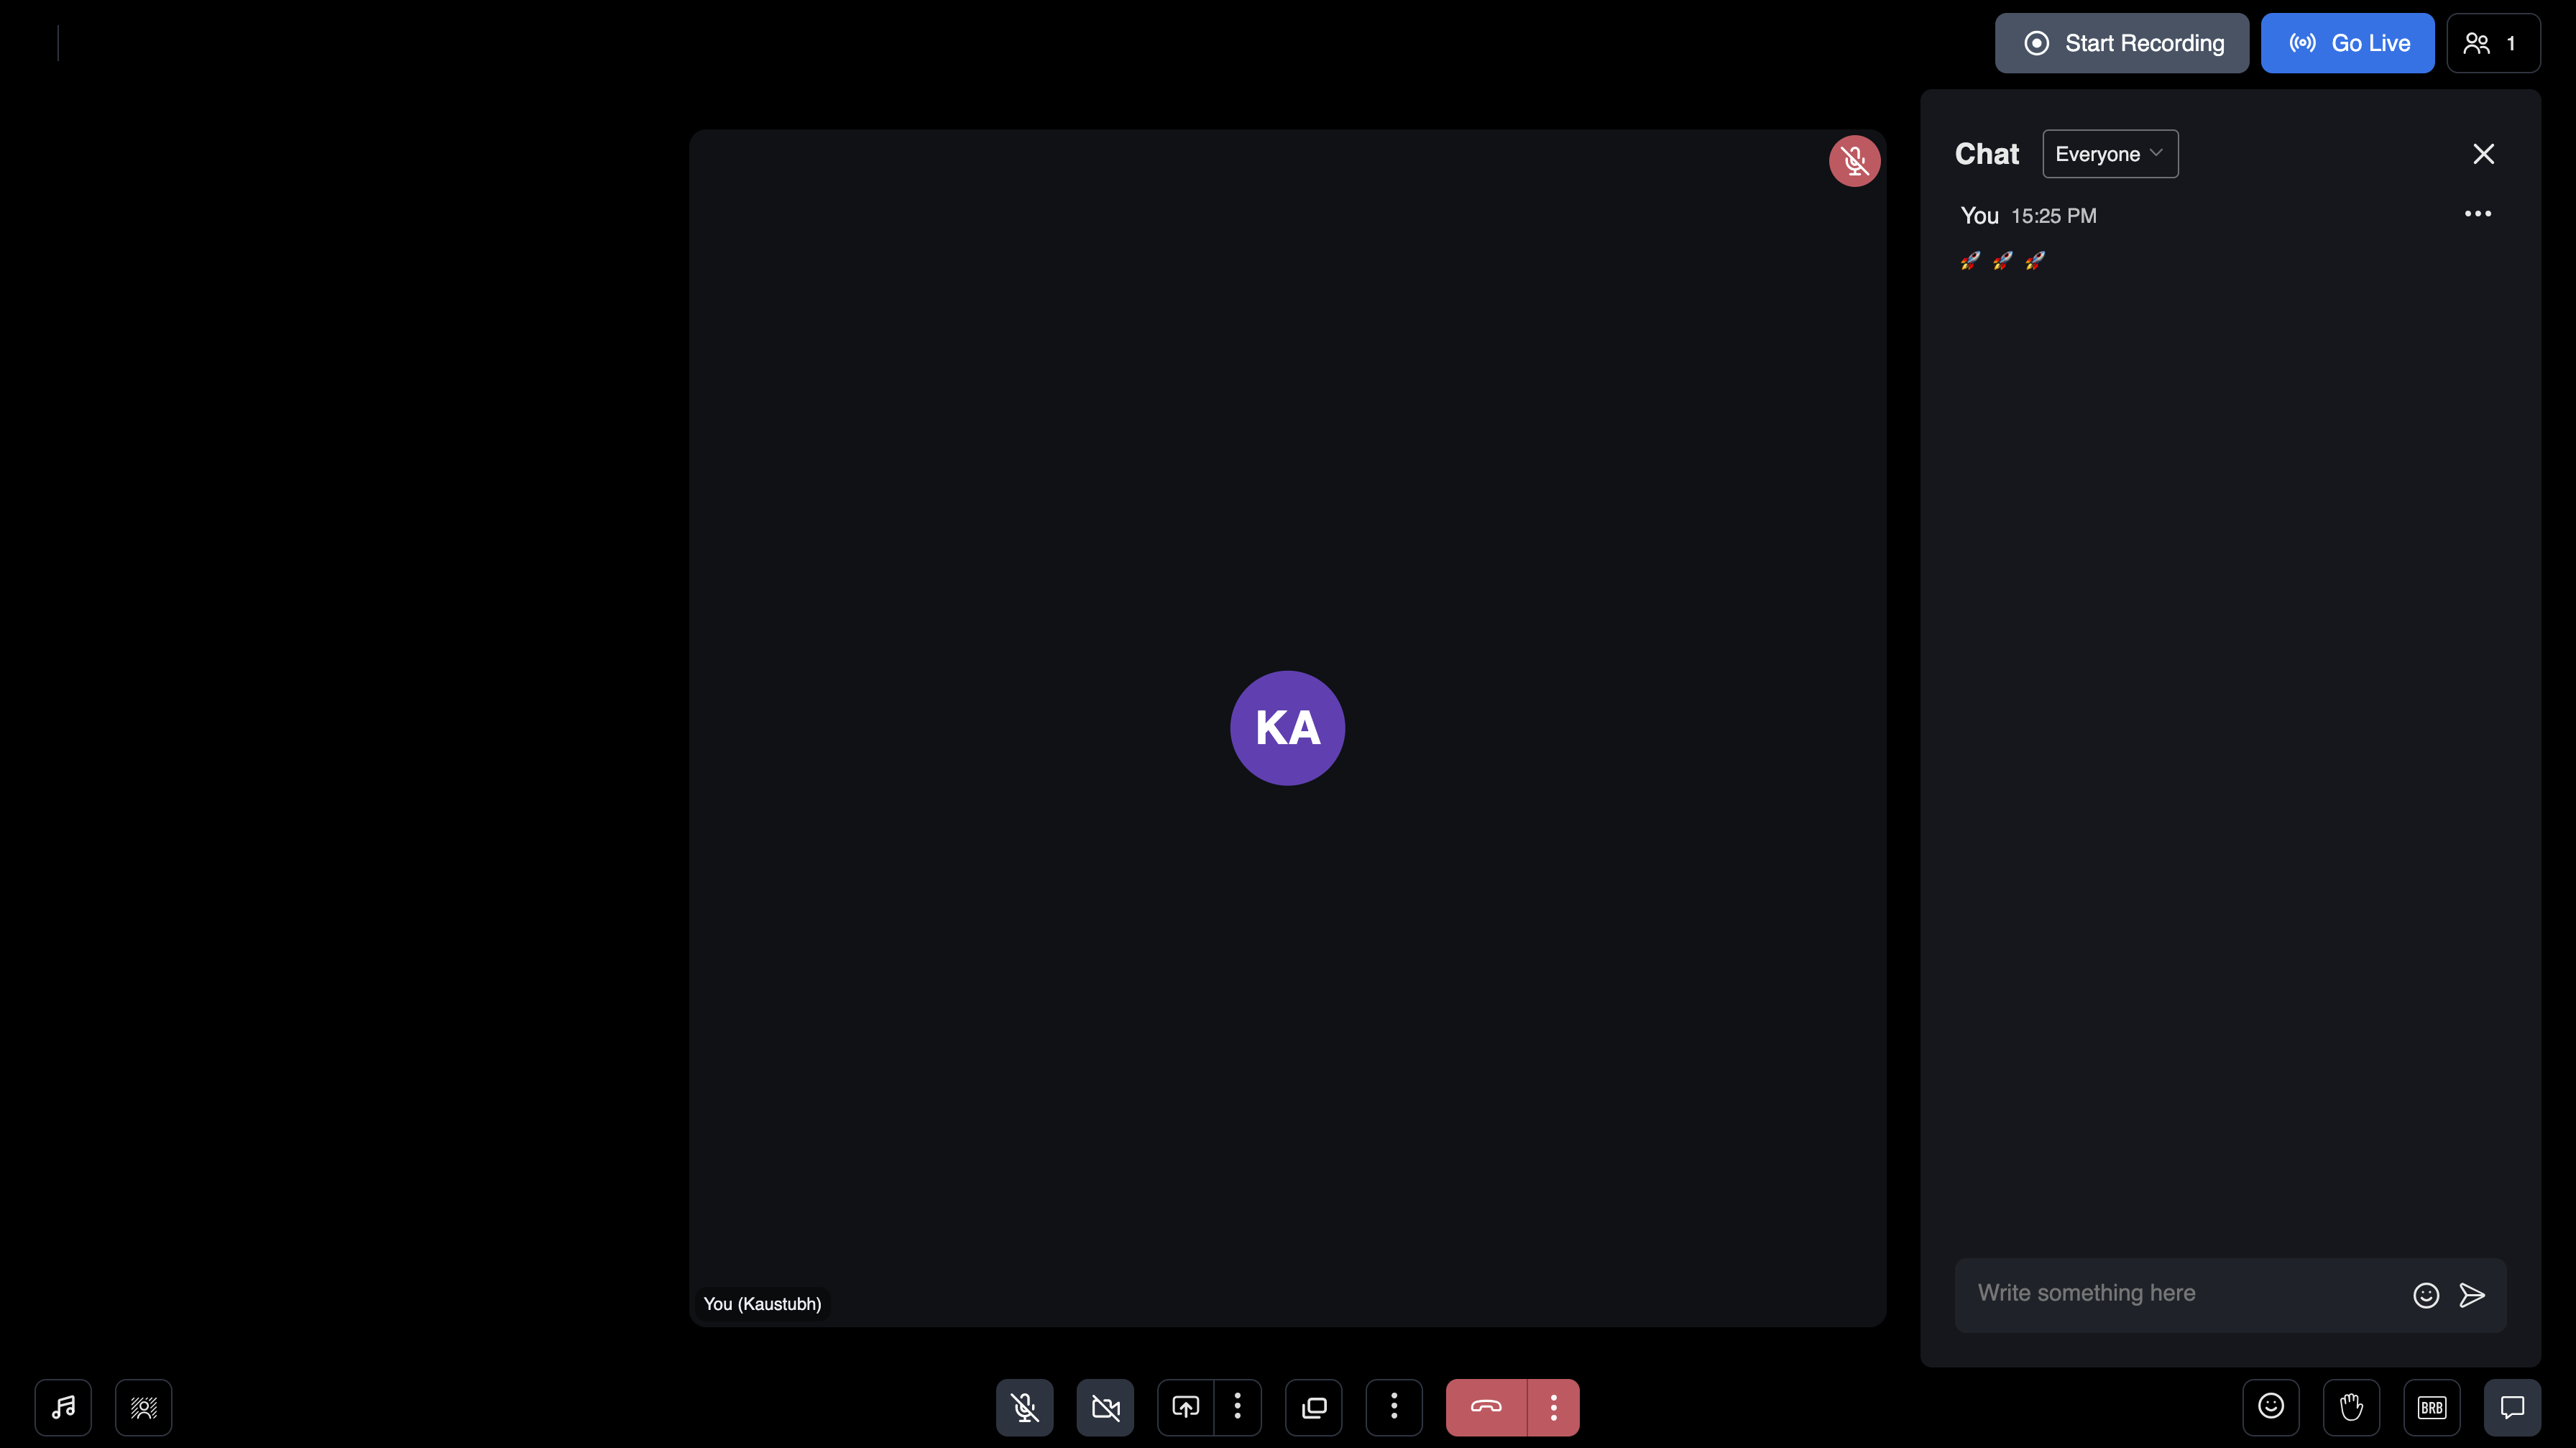 Start Recording
Go Live
1
Chat
Everyone
You 15:25 PM
🚀 🚀 🚀
KA
You (Kaustubh)
Write something here
BRB